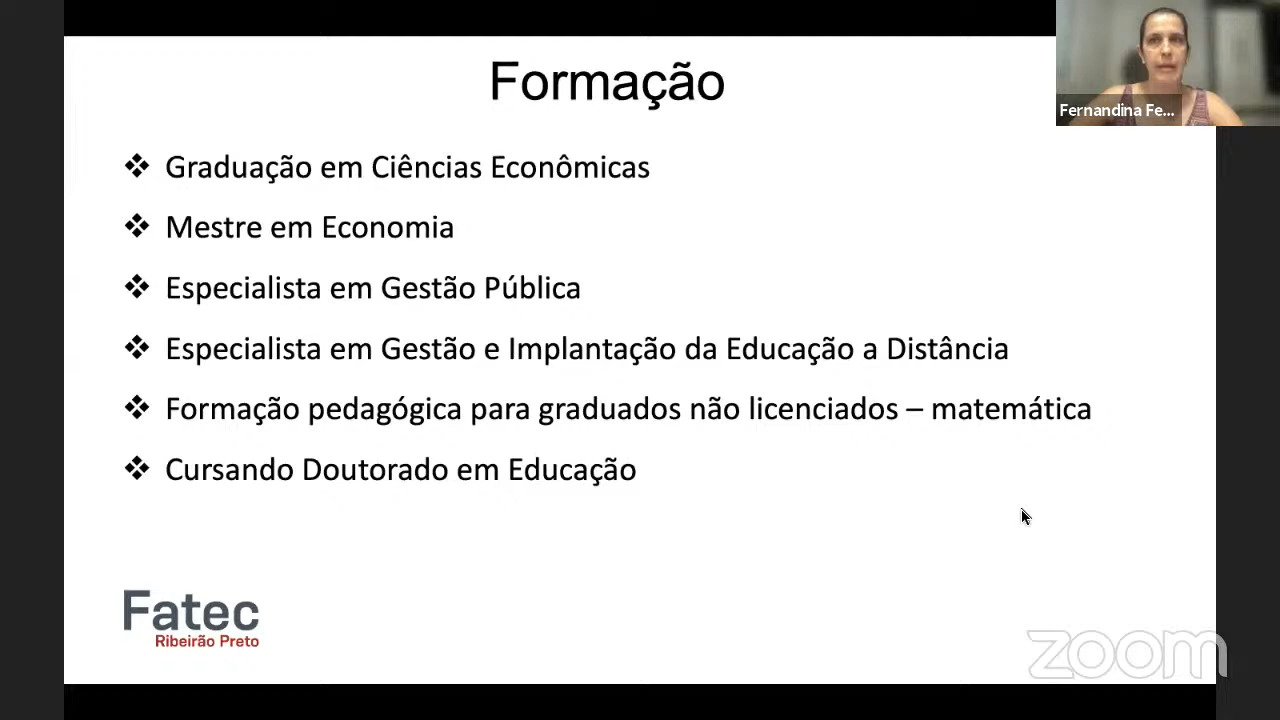 Formação
Fernandina Fe...
❖ Graduação em Ciências Econômicas
❖ Mestre em Economia
❖ Especialista em Gestão Pública
❖ Especialista em Gestão e Implantação da Educação a Distância
❖ Formação pedagógica para graduados não licenciados – matemática
❖ Cursando Doutorado em Educação
Fatec
Ribeirão Preto
zoom